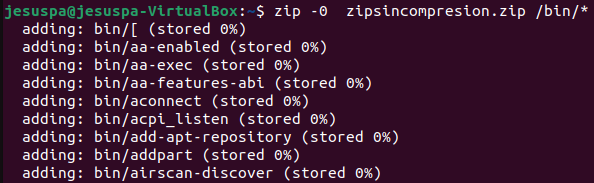 jesuspa@jesuspa-VirtualBox:~$ zip -0  zipsincompresion.zip /bin/*
  adding: bin/[ (stored 0%)
  adding: bin/aa-enabled (stored 0%)
  adding: bin/aa-exec (stored 0%)
  adding: bin/aa-features-abi (stored 0%)
  adding: bin/aconnect (stored 0%)
  adding: bin/acpi_listen (stored 0%)
  adding: bin/add-apt-repository (stored 0%)
  adding: bin/addpart (stored 0%)
  adding: bin/airscan-discover (stored 0%)